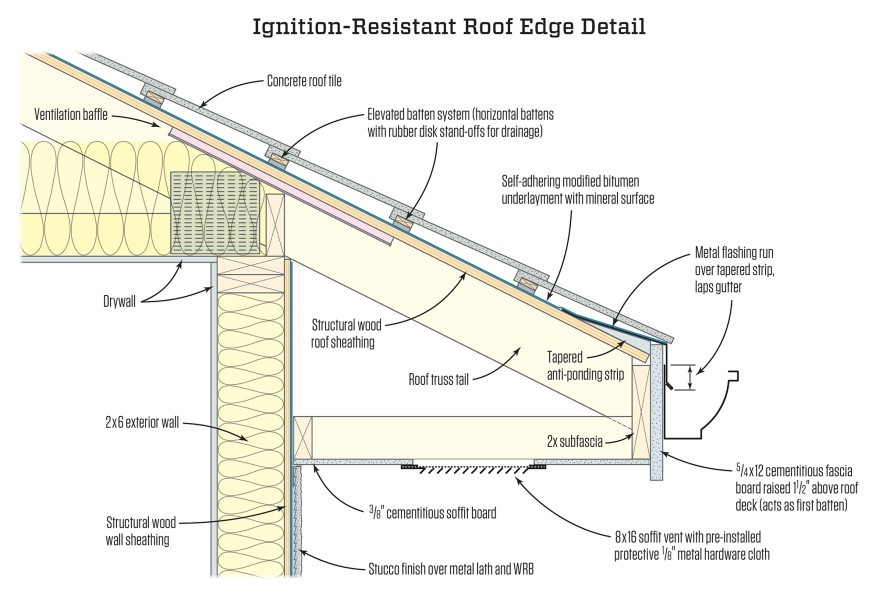 Ignition-Resistant Roof Edge Detail
Concrete roof tile
Ventilation baffle
Elevated batten system (horizontal battens
with rubber disk stand-offs for drainage)
Self-adhering modified bitumen
underlayment with mineral surface
Metal flashing run
over tapered strip,
laps gutter
Drywall
Structural wood
roof sheathing
Tapered
anti-ponding strip
Roof truss tail
2x6 exterior wall
2x subfascia
5/4x12 cementitious fascia
board raised 1 1/2" above roof
deck (acts as first batten)
3/8" cementitious soffit board
Structural wood
wall sheathing
8x16 soffit vent with pre-installed
protective 1/8" metal hardware cloth
Stucco finish over metal lath and WRB